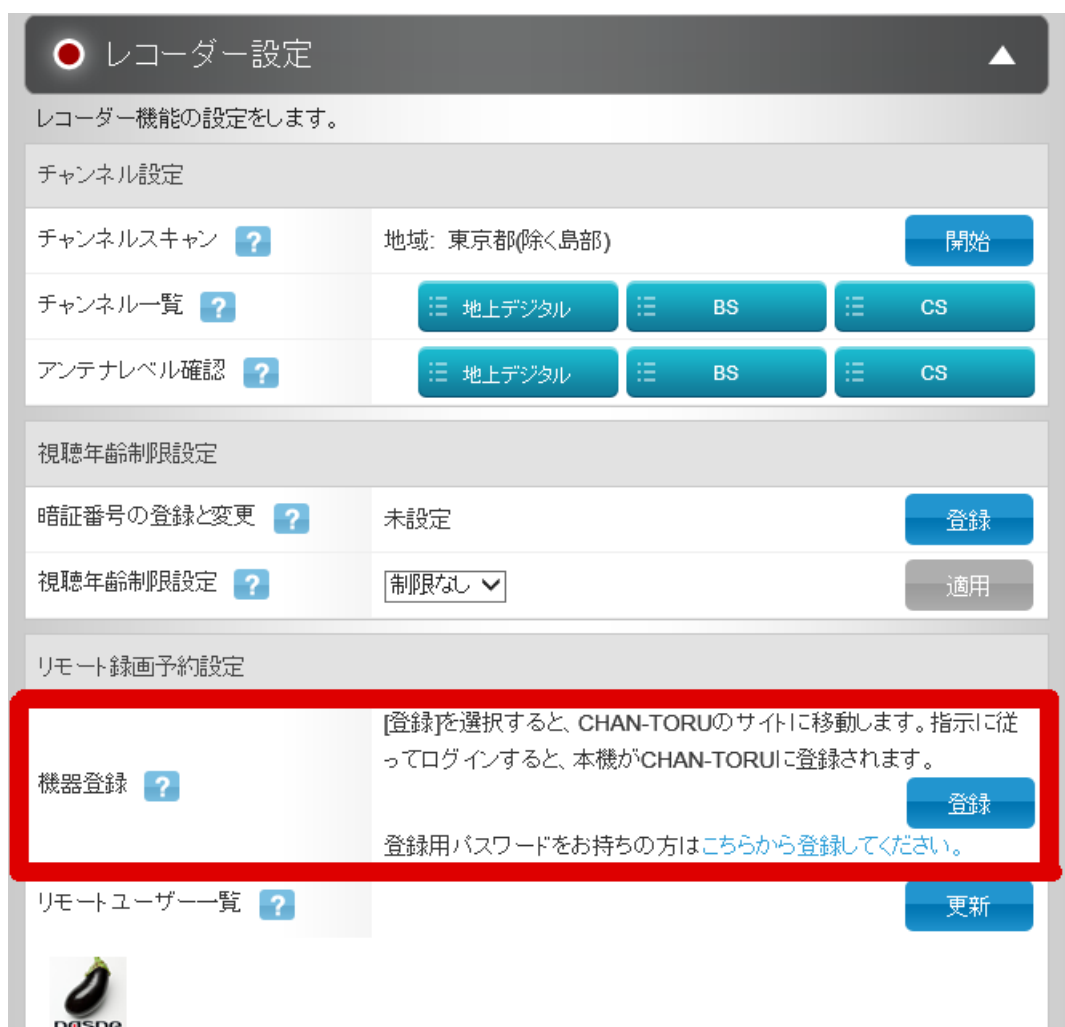 レコーダー設定
レコーダー機能の設定をします。
チャンネル設定
チャンネルスキャン ? 地域: 東京都(除く島部) 開始
チャンネル一覧 ? 地上デジタル BS CS
アンテナレベル確認 ? 地上デジタル BS CS
視聴年齢制限設定
暗証番号の登録と変更 ? 未設定 登録
視聴年齢制限設定 ? 制限なし 適用
リモート録画予約設定
機器登録 ?
[登録]を選択すると、CHAN-TORUのサイトに移動します。指示に従
ってログインすると、本機がCHAN-TORUに登録されます。
登録
登録用パスワードをお持ちの方はこちらから登録してください。
リモートユーザー一覧 ? 更新
nasne